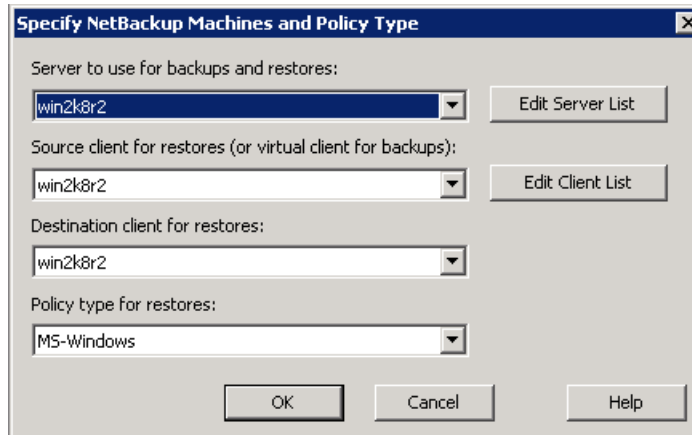 Specify NetBackup Machines and Policy Type
Server to use for backups and restores:
win2k8r2
Edit Server List
Source client for restores (or virtual client for backups):
win2k8r2
Edit Client List
Destination client for restores:
win2k8r2
Policy type for restores:
MS-Windows
OK
Cancel
Help